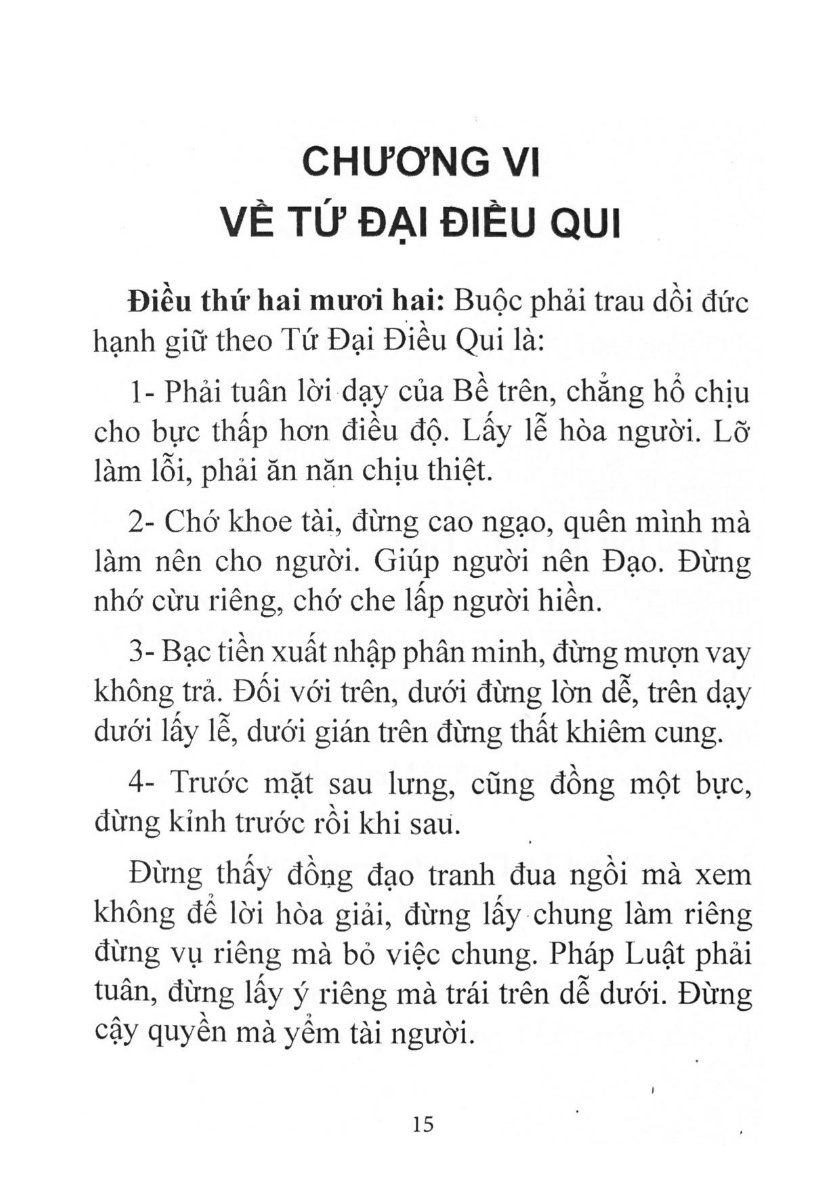 CHƯƠNG VI
VỀ TỨ ĐẠI ĐIỀU QUI
Điều thứ hai mươi hai: Buộc phải trau dồi đức
hạnh giữ theo Tứ Đại Điều Qui là:
1- Phải tuân lời dạy của Bề trên, chẳng hổ chịu
cho bực thấp hơn điều độ. Lấy lễ hòa người. Lỡ
làm lỗi, phải ăn năn chịu thiệt.
2- Chớ khoe tài, đừng cao ngạo, quên mình mà
làm nên cho người. Giúp người nên Đạo. Đừng
nhớ cừu riêng, chớ che lấp người hiền.
3- Bạc tiền xuất nhập phân minh, đừng mượn vay
không trả. Đối với trên, dưới đừng lờn dễ, trên dạy
dưới lấy lễ, dưới gián trên đừng thất khiêm cung.
4- Trước mặt sau lưng, cũng đồng một bực,
đừng kỉnh trước rồi khi sau.
Đừng thấy đồng đạo tranh đua ngồi mà xem
không để lời hòa giải, đừng lấy chung làm riêng
đừng vụ riêng mà bỏ việc chung. Pháp Luật phải
tuân, đừng lấy ý riêng mà trái trên dễ dưới. Đừng
cậy quyền mà yểm tài người.
15